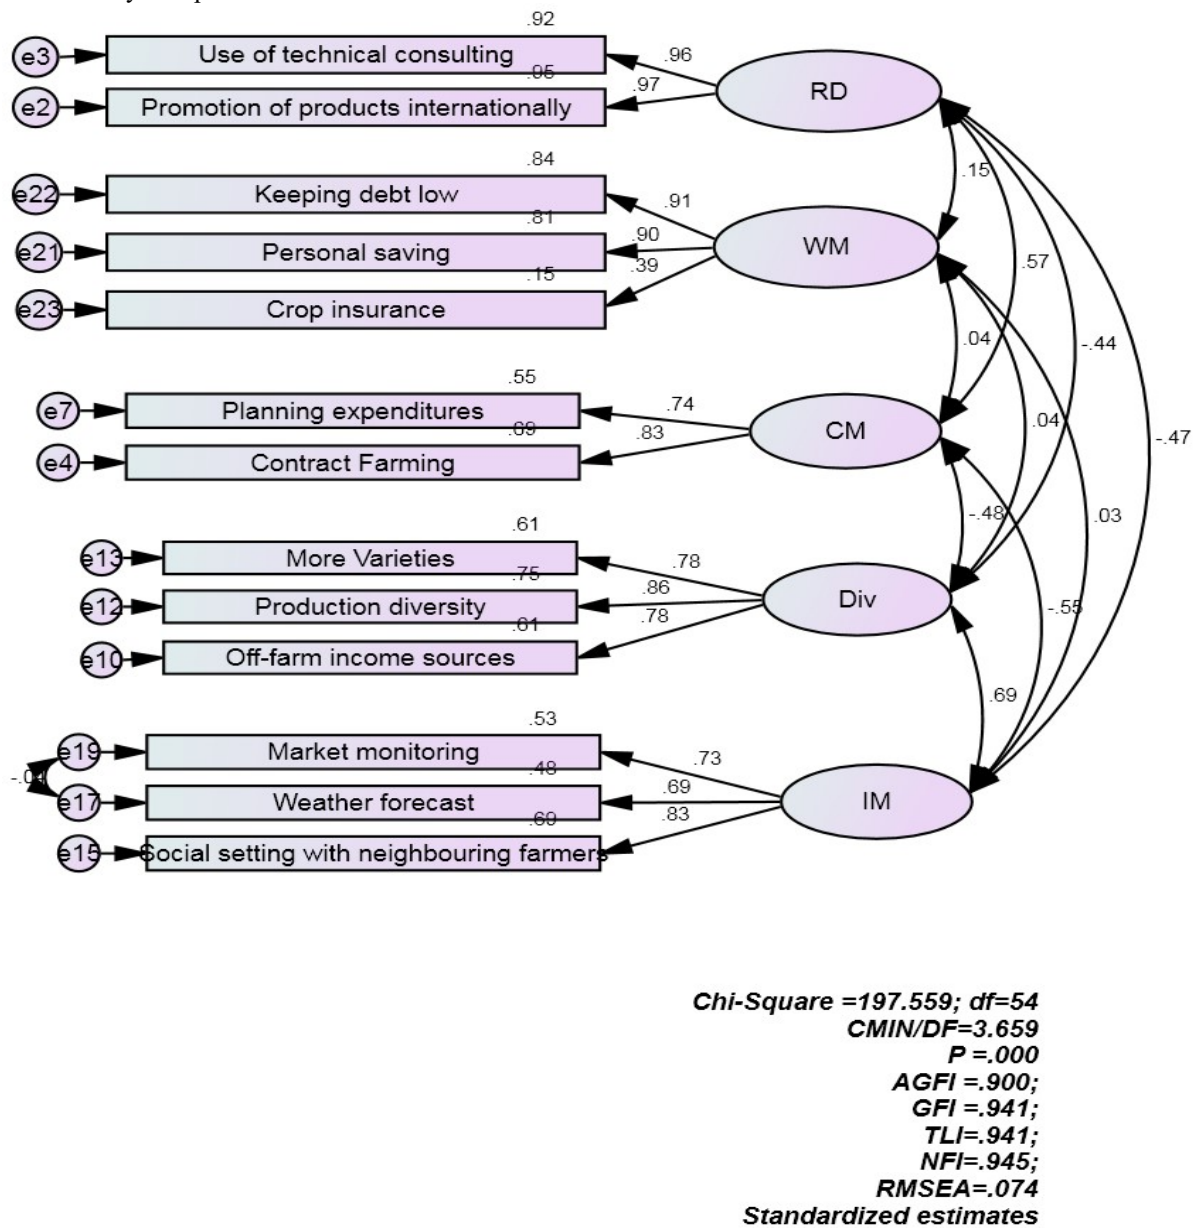 .92
e3 Use of technical consulting .96 RD
.95
e2 Promotion of products internationally .97
.15
.84
e22 Keeping debt low .91
.81
e21 Personal saving .90 WM
.15
e23 Crop insurance .39
.57
.04
-.44
.55
e7 Planning expenditures .74 CM
.69
e4 Contract Farming .83
.04
-.47
-.48
.03
.61
e13 More Varieties .78
.75
e12 Production diversity .86 Div
.61
e10 Off-farm income sources .78
-.55
.69
.53
e19 Market monitoring .73
.48
e17 Weather forecast .69 IM
.69
e15 Social setting with neighbouring farmers .83
Chi-Square =197.559; df=54
CMIN/DF=3.659
P =.000
AGFI =.900;
GFI =.941;
TLI=.941;
NFI=.945;
RMSEA=.074
Standardized estimates